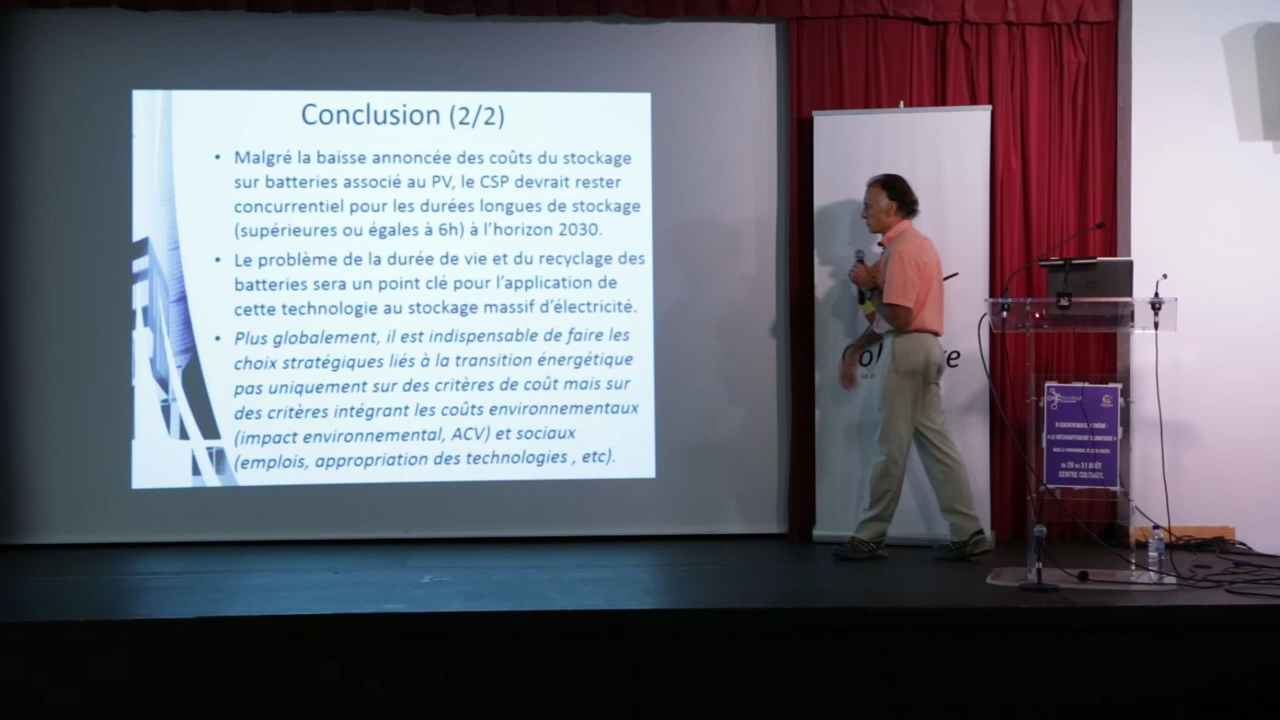 Conclusion (2/2)
• Malgré la baisse annoncée des coûts du stockage
sur batteries associé au PV, le CSP devrait rester
concurrentiel pour les durées longues de stockage
(supérieures ou égales à 6h) à l'horizon 2030.
• Le problème de la durée de vie et du recyclage des
batteries sera un point clé pour l'application de
cette technologie au stockage massif d'électricité.
• Plus globalement, il est indispensable de faire les
choix stratégiques liés à la transition énergétique
pas uniquement sur des critères de coût mais sur
des critères intégrant les coûts environnementaux
(impact environnemental, ACV) et sociaux
(emplois, appropriation des technologies , etc).
CENTRE CULTUREL